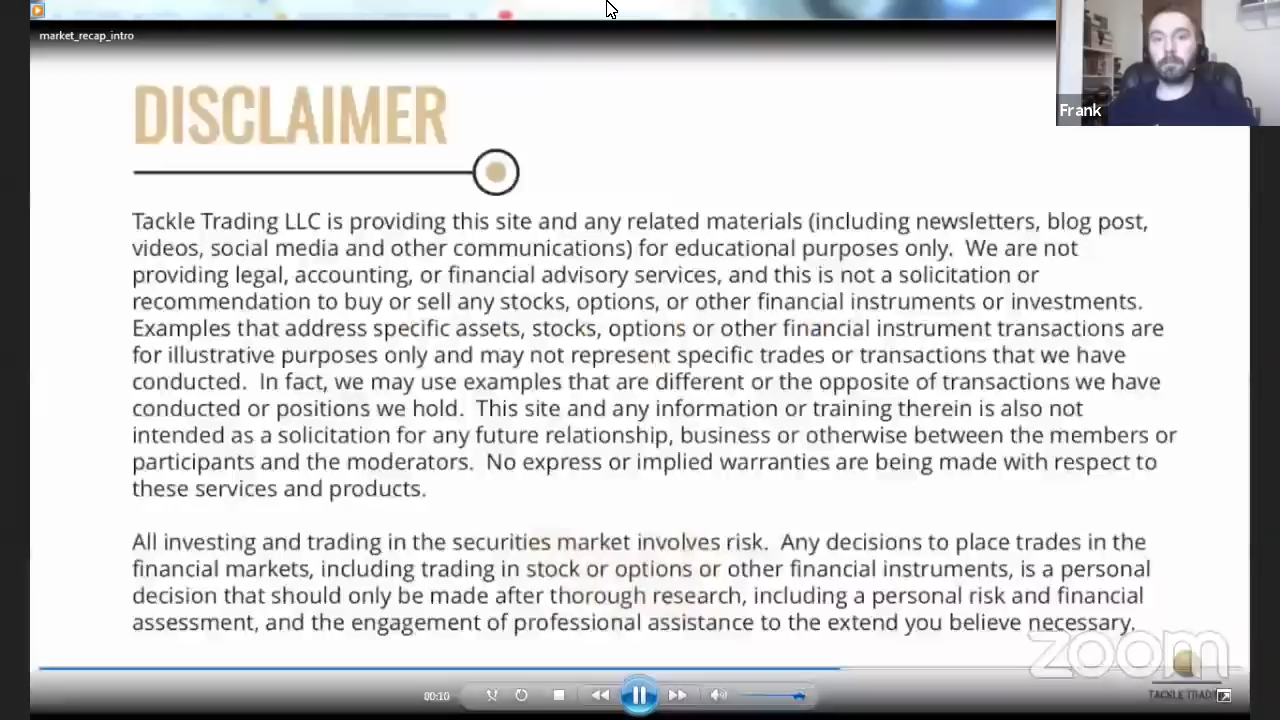 market_recap_intro
Frank
DISCLAIMER
Tackle Trading LLC is providing this site and any related materials (including newsletters, blog post,
videos, social media and other communications) for educational purposes only.  We are not
providing legal, accounting, or financial advisory services, and this is not a solicitation or
recommendation to buy or sell any stocks, options, or other financial instruments or investments.
Examples that address specific assets, stocks, options or other financial instrument transactions are
for illustrative purposes only and may not represent specific trades or transactions that we have
conducted.  In fact, we may use examples that are different or the opposite of transactions we have
conducted or positions we hold.  This site and any information or training therein is also not
intended as a solicitation for any future relationship, business or otherwise between the members or
participants and the moderators.  No express or implied warranties are being made with respect to
these services and products.
All investing and trading in the securities market involves risk.  Any decisions to place trades in the
financial markets, including trading in stock or options or other financial instruments, is a personal
decision that should only be made after thorough research, including a personal risk and financial
assessment, and the engagement of professional assistance to the extend you believe necessary.
zoom
00:10
TACKLE